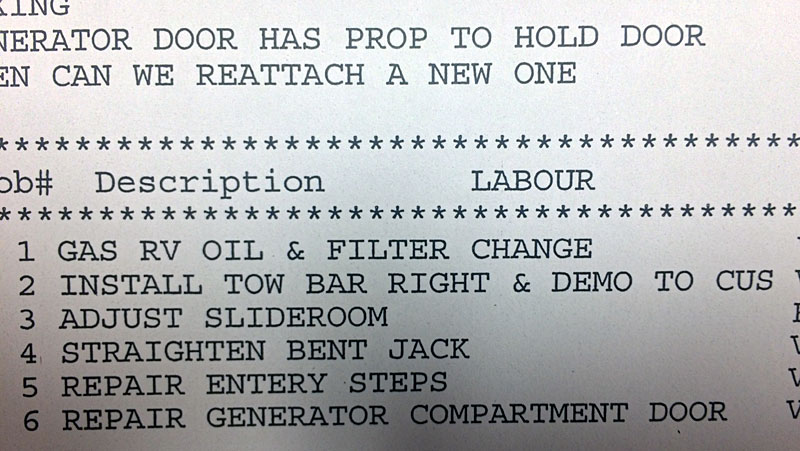 KING
NERATOR DOOR HAS PROP TO HOLD DOOR
EN CAN WE REATTACH A NEW ONE
****************************************
ob# Description LABOUR
****************************************
1 GAS RV OIL & FILTER CHANGE
2 INSTALL TOW BAR RIGHT & DEMO TO CUS
3 ADJUST SLIDEROOM
4 STRAIGHTEN BENT JACK
5 REPAIR ENTERY STEPS
6 REPAIR GENERATOR COMPARTMENT DOOR